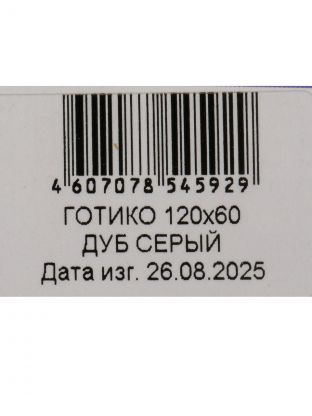 4 607078 545929
ГОТИКО 120х60
ДУБ СЕРЫЙ
Дата изг. 26.08.2025